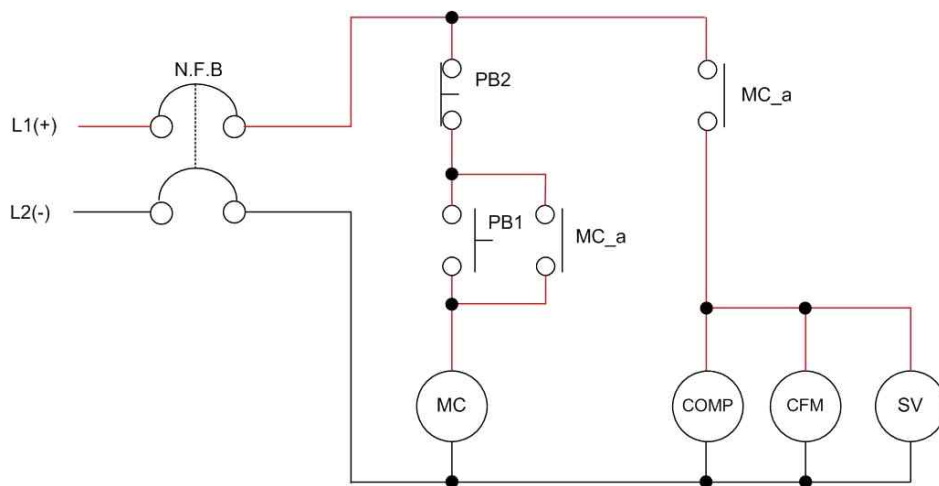 N.F.B
L1(+)
L2(-)
PB2
MC_a
PB1
MC_a
MC
COMP
CFM
SV